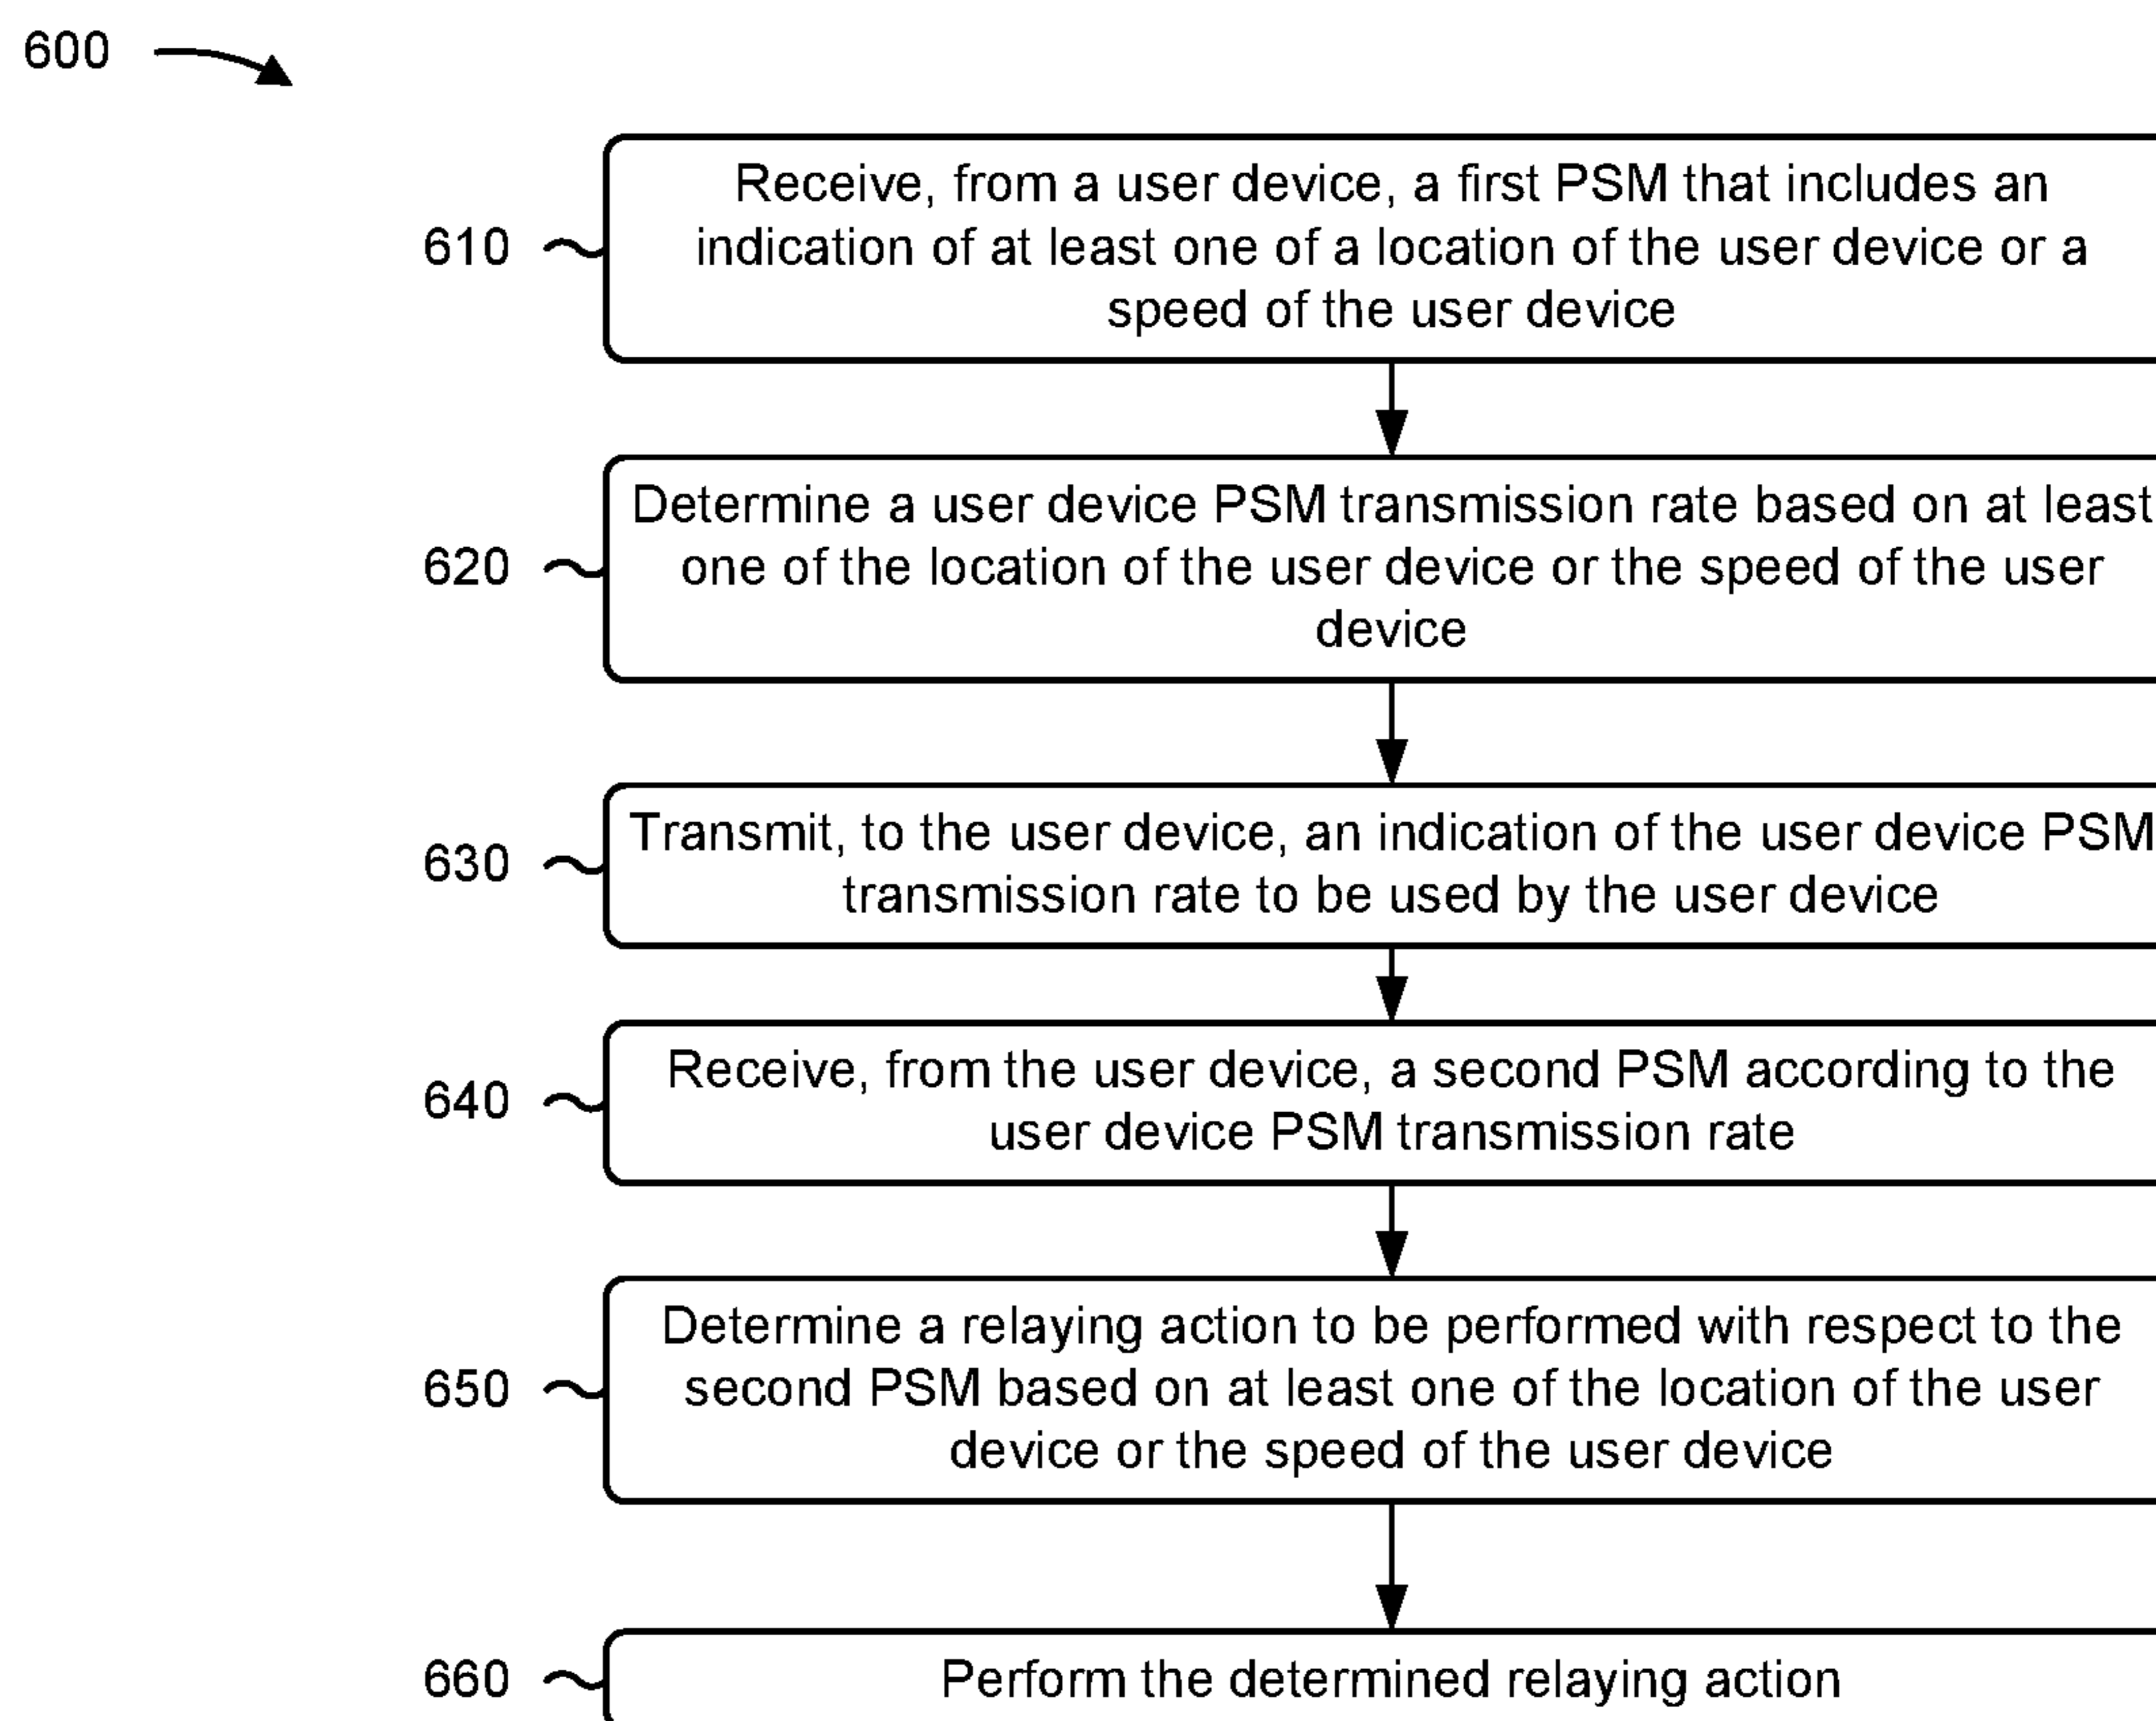 600
610
Receive, from a user device, a first PSM that includes an
indication of at least one of a location of the user device or a
speed of the user device
620
Determine a user device PSM transmission rate based on at least
one of the location of the user device or the speed of the user
device
630
Transmit, to the user device, an indication of the user device PSM
transmission rate to be used by the user device
640
Receive, from the user device, a second PSM according to the
user device PSM transmission rate
650
Determine a relaying action to be performed with respect to the
second PSM based on at least one of the location of the user
device or the speed of the user device
660
Perform the determined relaying action